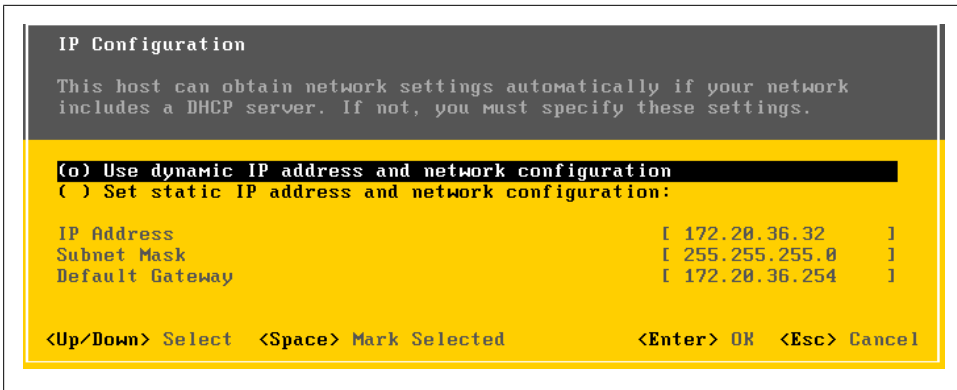 IP Configuration
This host can obtain network settings automatically if your network
includes a DHCP server. If not, you must specify these settings.
(o) Use dynamic IP address and network configuration
( ) Set static IP address and network configuration:
IP Address [ 172.20.36.32 ]
Subnet Mask [ 255.255.255.0 ]
Default Gateway [ 172.20.36.254 ]
<Up/Down> Select <Space> Mark Selected <Enter> OK <Esc> Cancel